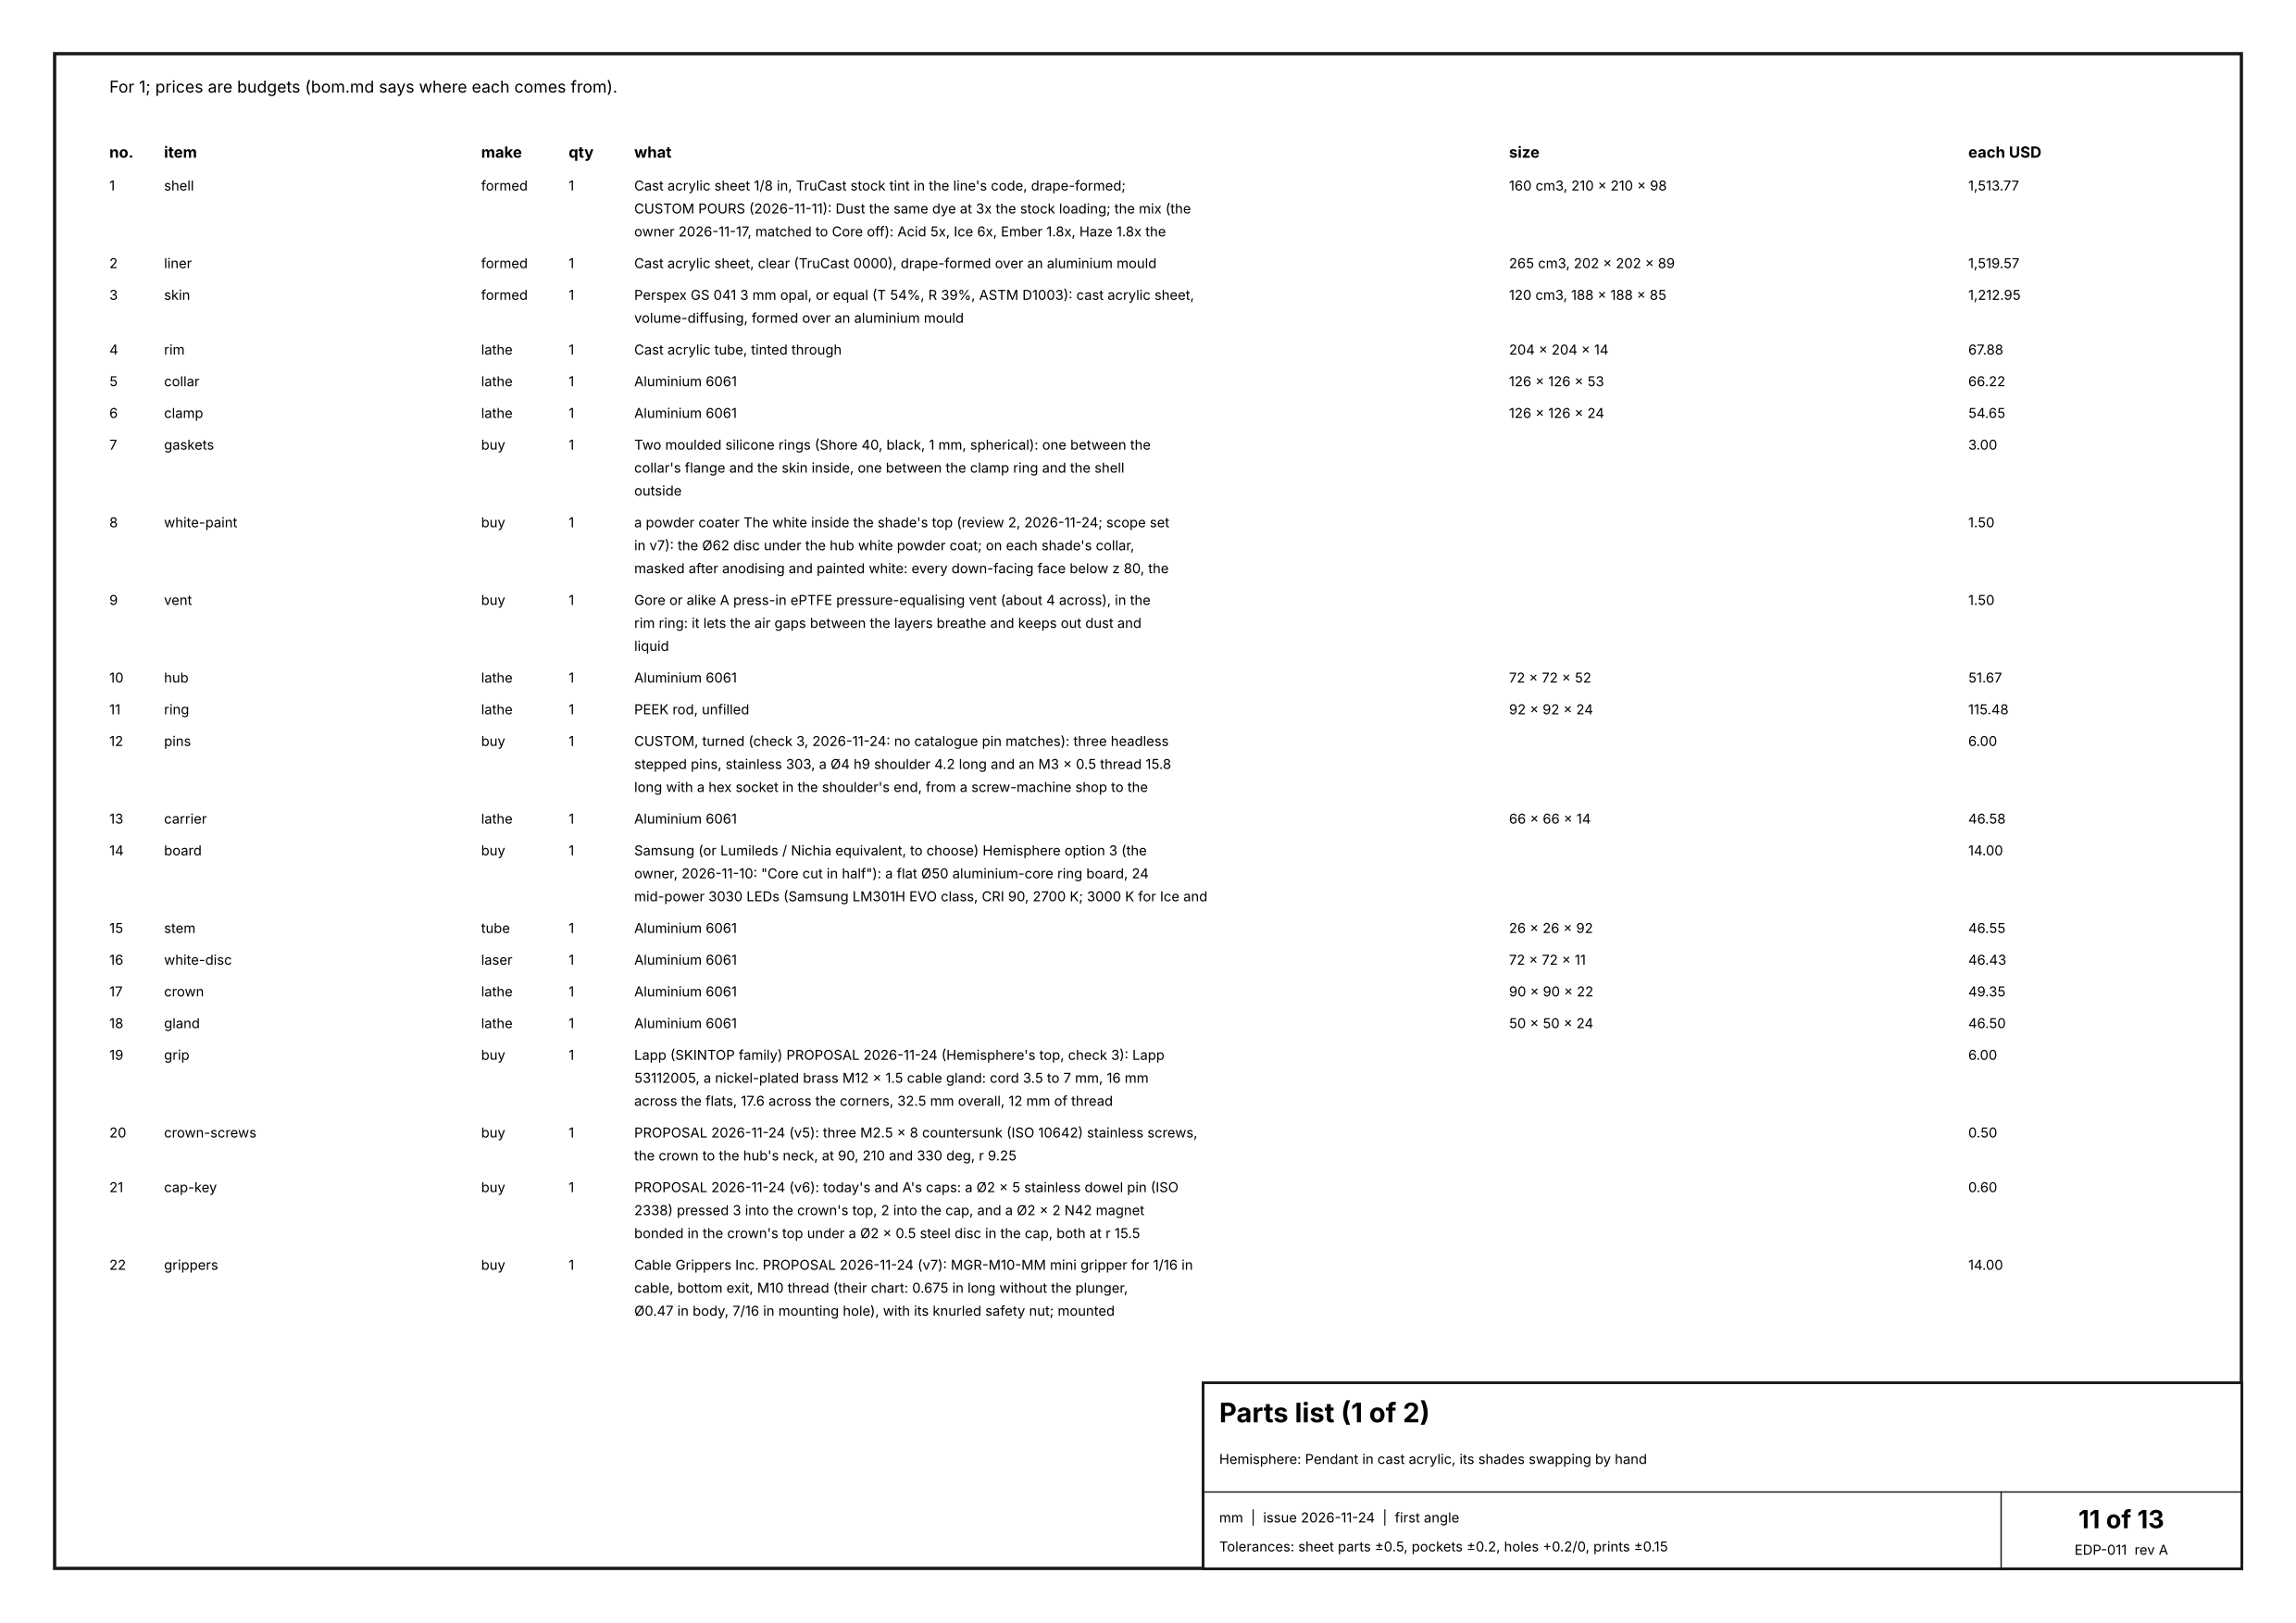 For 1; prices are budgets (bom.md says where each comes from).
no. item make qty what size each USD
1 shell formed 1 Cast acrylic sheet 1/8 in, TruCast stock tint in the line's code, drape-formed; 160 cm3, 210 × 210 × 98 1,513.77
CUSTOM POURS (2026-11-11): Dust the same dye at 3x the stock loading; the mix (the
owner 2026-11-17, matched to Core off): Acid 5x, Ice 6x, Ember 1.8x, Haze 1.8x the
2 liner formed 1 Cast acrylic sheet, clear (TruCast 0000), drape-formed over an aluminium mould 265 cm3, 202 × 202 × 89 1,519.57
3 skin formed 1 Perspex GS 041 3 mm opal, or equal (T 54%, R 39%, ASTM D1003): cast acrylic sheet, 120 cm3, 188 × 188 × 85 1,212.95
volume-diffusing, formed over an aluminium mould
4 rim lathe 1 Cast acrylic tube, tinted through 204 × 204 × 14 67.88
5 collar lathe 1 Aluminium 6061 126 × 126 × 53 66.22
6 clamp lathe 1 Aluminium 6061 126 × 126 × 24 54.65
7 gaskets buy 1 Two moulded silicone rings (Shore 40, black, 1 mm, spherical): one between the 3.00
collar's flange and the skin inside, one between the clamp ring and the shell
outside
8 white-paint buy 1 a powder coater The white inside the shade's top (review 2, 2026-11-24; scope set 1.50
in v7): the Ø62 disc under the hub white powder coat; on each shade's collar,
masked after anodising and painted white: every down-facing face below z 80, the
9 vent buy 1 Gore or alike A press-in ePTFE pressure-equalising vent (about 4 across), in the 1.50
rim ring: it lets the air gaps between the layers breathe and keeps out dust and
liquid
10 hub lathe 1 Aluminium 6061 72 × 72 × 52 51.67
11 ring lathe 1 PEEK rod, unfilled 92 × 92 × 24 115.48
12 pins buy 1 CUSTOM, turned (check 3, 2026-11-24: no catalogue pin matches): three headless 6.00
stepped pins, stainless 303, a Ø4 h9 shoulder 4.2 long and an M3 × 0.5 thread 15.8
long with a hex socket in the shoulder's end, from a screw-machine shop to the
13 carrier lathe 1 Aluminium 6061 66 × 66 × 14 46.58
14 board buy 1 Samsung (or Lumileds / Nichia equivalent, to choose) Hemisphere option 3 (the 14.00
owner, 2026-11-10: "Core cut in half"): a flat Ø50 aluminium-core ring board, 24
mid-power 3030 LEDs (Samsung LM301H EVO class, CRI 90, 2700 K; 3000 K for Ice and
15 stem tube 1 Aluminium 6061 26 × 26 × 92 46.55
16 white-disc laser 1 Aluminium 6061 72 × 72 × 11 46.43
17 crown lathe 1 Aluminium 6061 90 × 90 × 22 49.35
18 gland lathe 1 Aluminium 6061 50 × 50 × 24 46.50
19 grip buy 1 Lapp (SKINTOP family) PROPOSAL 2026-11-24 (Hemisphere's top, check 3): Lapp 6.00
53112005, a nickel-plated brass M12 × 1.5 cable gland: cord 3.5 to 7 mm, 16 mm
across the flats, 17.6 across the corners, 32.5 mm overall, 12 mm of thread
20 crown-screws buy 1 PROPOSAL 2026-11-24 (v5): three M2.5 × 8 countersunk (ISO 10642) stainless screws, 0.50
the crown to the hub's neck, at 90, 210 and 330 deg, r 9.25
21 cap-key buy 1 PROPOSAL 2026-11-24 (v6): today's and A's caps: a Ø2 × 5 stainless dowel pin (ISO 0.60
2338) pressed 3 into the crown's top, 2 into the cap, and a Ø2 × 2 N42 magnet
bonded in the crown's top under a Ø2 × 0.5 steel disc in the cap, both at r 15.5
22 grippers buy 1 Cable Grippers Inc. PROPOSAL 2026-11-24 (v7): MGR-M10-MM mini gripper for 1/16 in 14.00
cable, bottom exit, M10 thread (their chart: 0.675 in long without the plunger,
Ø0.47 in body, 7/16 in mounting hole), with its knurled safety nut; mounted
Parts list (1 of 2)
Hemisphere: Pendant in cast acrylic, its shades swapping by hand
mm | issue 2026-11-24 | first angle
Tolerances: sheet parts ±0.5, pockets ±0.2, holes +0.2/0, prints ±0.15
11 of 13
EDP-011 rev A